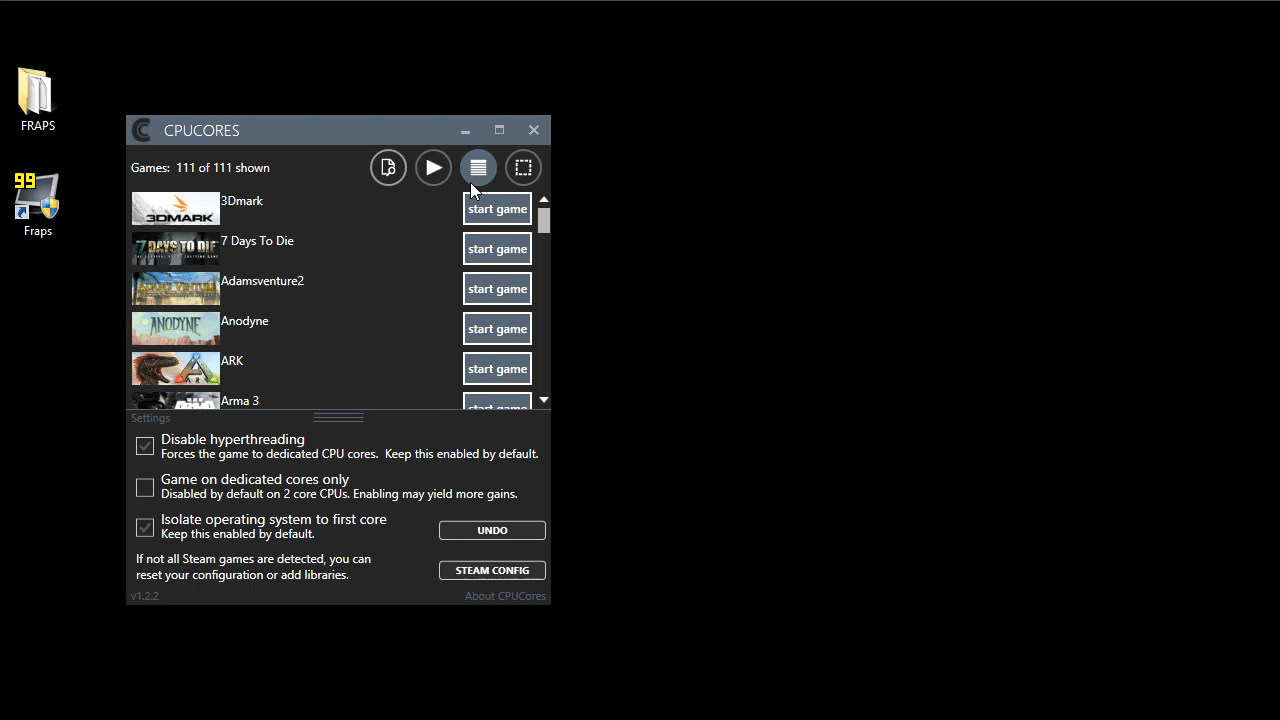 FRAPS
99
Fraps
CPUCORES
Games: 111 of 111 shown
3DMARK
3Dmark
start game
7 DAYS TO DIE
7 Days To Die
start game
Adamsventure2
start game
ANODYNE
Anodyne
start game
ARK
ARK
start game
ARMA
Arma 3
start game
Settings
Disable hyperthreading
Forces the game to dedicated CPU cores. Keep this enabled by default.
Game on dedicated cores only
Disabled by default on 2 core CPUs. Enabling may yield more gains.
Isolate operating system to first core
Keep this enabled by default.
UNDO
If not all Steam games are detected, you can
reset your configuration or add libraries.
STEAM CONFIG
v1.2.2
About CPUCores